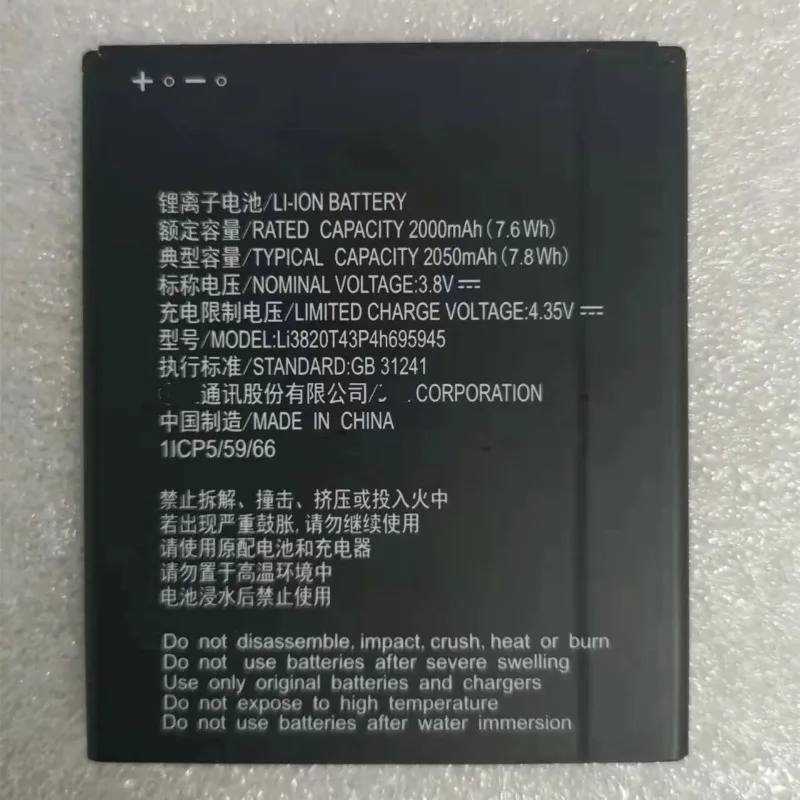 + ○ − ○
锂离子电池/LI-ION BATTERY
额定容量/RATED CAPACITY 2000mAh(7.6Wh)
典型容量/TYPICAL CAPACITY 2050mAh(7.8Wh)
标称电压/NOMINAL VOLTAGE:3.8V⎓
充电限制电压/LIMITED CHARGE VOLTAGE:4.35V⎓
型号/MODEL:Li3820T43P4h695945
执行标准/STANDARD:GB 31241
通讯股份有限公司/ CORPORATION
中国制造/MADE IN CHINA
1ICP5/59/66
禁止拆解、撞击、挤压或投入火中
若出现严重鼓胀,请勿继续使用
请使用原配电池和充电器
请勿置于高温环境中
电池浸水后禁止使用
Do not disassemble, impact, crush, heat or burn
Do not use batteries after severe swelling
Use only original batteries and chargers
Do not expose to high temperature
Do not use batteries after water immersion